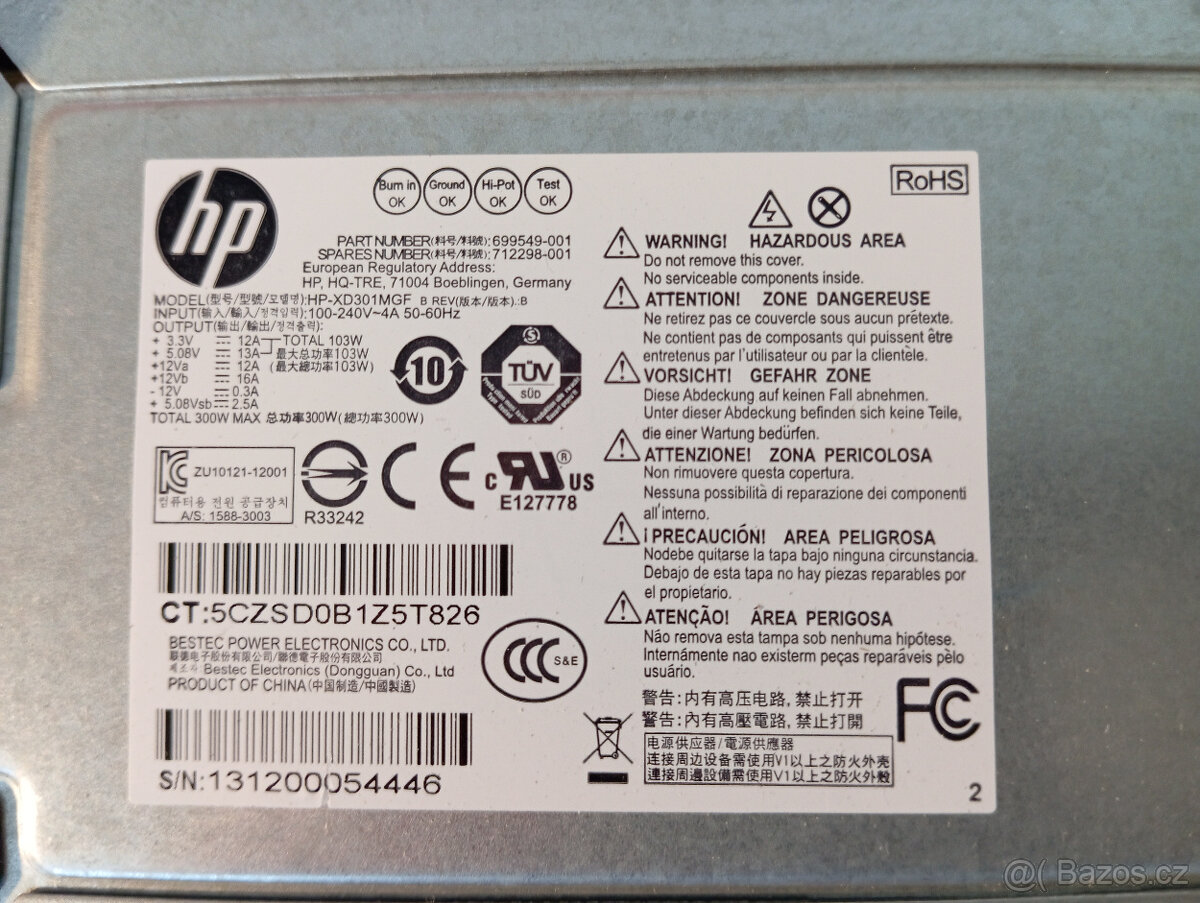 hp
Burn in OK
Ground OK
Hi-Pot OK
Test OK
RoHS
PART NUMBER(料号/料號):699549-001
SPARES NUMBER(料号/料號):712298-001
European Regulatory Address:
HP, HQ-TRE, 71004 Boeblingen, Germany
MODEL(型号/型號/모델명):HP-XD301MGF B REV(版本/版本).:B
INPUT(输入/輸入/정격입력):100-240V~4A 50-60Hz
OUTPUT(输出/輸出/정격출력):
+ 3.3V 12A TOTAL 103W
+ 5.08V 13A 最大总功率103W
+12Va 12A (最大總功率103W)
+12Vb 16A
- 12V 0.3A
+ 5.08Vsb 2.5A
TOTAL 300W MAX 总功率300W(總功率300W)
10
TÜV
SÜD
ZU10121-12001
컴퓨터용 전원 공급장치
A/S: 1588-3003
R33242
CE
c RU ® US
E127778
CT:5CZSD0B1Z5T826
BESTEC POWER ELECTRONICS CO., LTD.
联德电子股份有限公司/聯德電子股份有限公司
제조자 Bestec Electronics (Dongguan) Co., Ltd
PRODUCT OF CHINA(中国制造/中國製造)
CCC S&E
S/N:131200054446
WARNING! HAZARDOUS AREA
Do not remove this cover.
No serviceable components inside.
ATTENTION! ZONE DANGEREUSE
Ne retirez pas ce couvercle sous aucun prétexte.
Ne contient pas de composants qui puissent être
entretenus par l'utilisateur ou par la clientèle.
VORSICHT! GEFAHR ZONE
Diese Abdeckung auf keinen Fall abnehmen.
Unter dieser Abdeckung befinden sich keine Teile,
die einer Wartung bedürfen.
ATTENZIONE! ZONA PERICOLOSA
Non rimuovere questa copertura.
Nessuna possibilità di reparazione dei componenti
all'interno.
¡PRECAUCIÓN! AREA PELIGROSA
Nodebe quitarse la tapa bajo ninguna circunstancia.
Debajo de esta tapa no hay piezas reparables por
el propietario.
ATENÇÃO! ÁREA PERIGOSA
Não remova esta tampa sob nenhuma hipótese.
Internámente nao existerm peças reparáveis pèlo
usuário.
警告:内有高压电路,禁止打开
警告:內有高壓電路,禁止打開
电源供应器/電源供應器
连接周边设备需使用V1以上之防火外壳
連接周邊設備需使用V1以上之防火外殼
FC
2
@( Bazos.cz